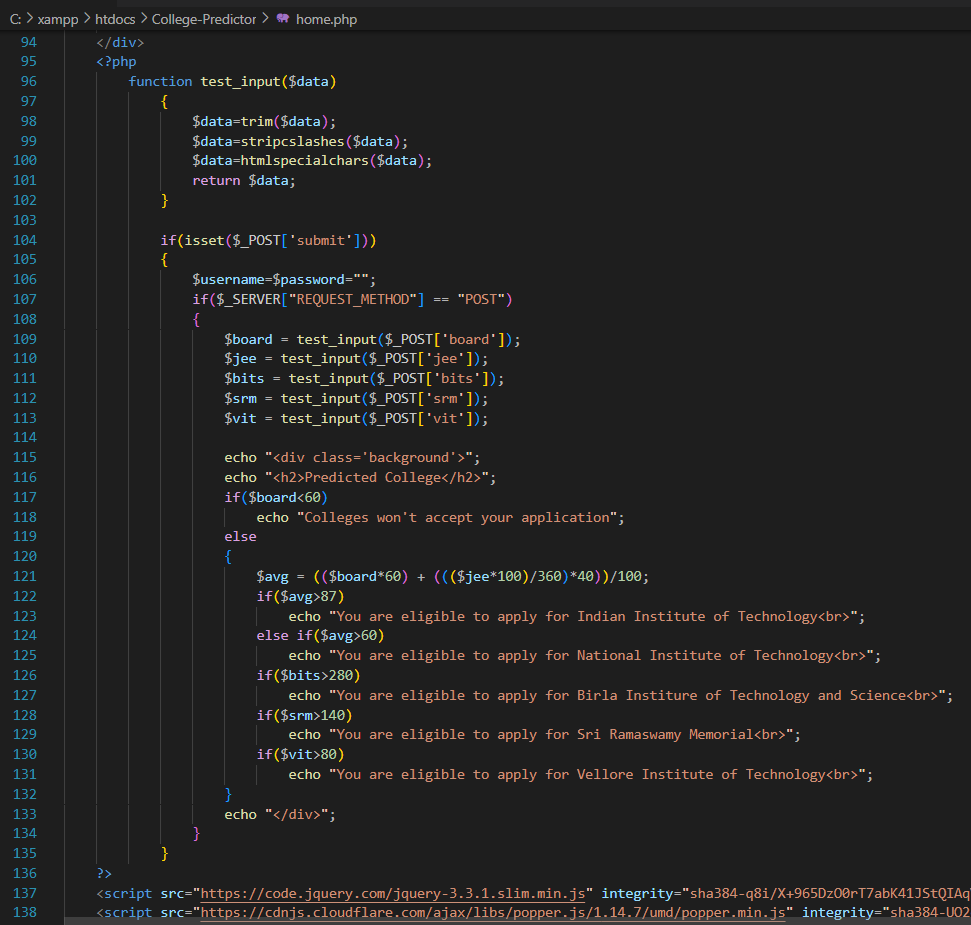 C: > xampp > htdocs > College-Predictor > home.php
94 </div>
95 <?php
96 function test_input($data)
97 {
98 $data=trim($data);
99 $data=stripcslashes($data);
100 $data=htmlspecialchars($data);
101 return $data;
102 }
103
104 if(isset($_POST['submit']))
105 {
106 $username=$password="";
107 if($_SERVER["REQUEST_METHOD"] == "POST")
108 {
109 $board = test_input($_POST['board']);
110 $jee = test_input($_POST['jee']);
111 $bits = test_input($_POST['bits']);
112 $srm = test_input($_POST['srm']);
113 $vit = test_input($_POST['vit']);
114
115 echo "<div class='background'>";
116 echo "<h2>Predicted College</h2>";
117 if($board<60)
118 echo "Colleges won't accept your application";
119 else
120 {
121 $avg = (($board*60) + ((($jee*100)/360)*40))/100;
122 if($avg>87)
123 echo "You are eligible to apply for Indian Institute of Technology<br>";
124 else if($avg>60)
125 echo "You are eligible to apply for National Institute of Technology<br>";
126 if($bits>280)
127 echo "You are eligible to apply for Birla Institure of Technology and Science<br>";
128 if($srm>140)
129 echo "You are eligible to apply for Sri Ramaswamy Memorial<br>";
130 if($vit>80)
131 echo "You are eligible to apply for Vellore Institute of Technology<br>";
132 }
133 echo "</div>";
134 }
135 }
136 ?>
137 <script src="https://code.jquery.com/jquery-3.3.1.slim.min.js" integrity="sha384-q8i/X+965DzO0rT7abK41JStQIAq
138 <script src="https://cdnjs.cloudflare.com/ajax/libs/popper.js/1.14.7/umd/popper.min.js" integrity="sha384-UO2